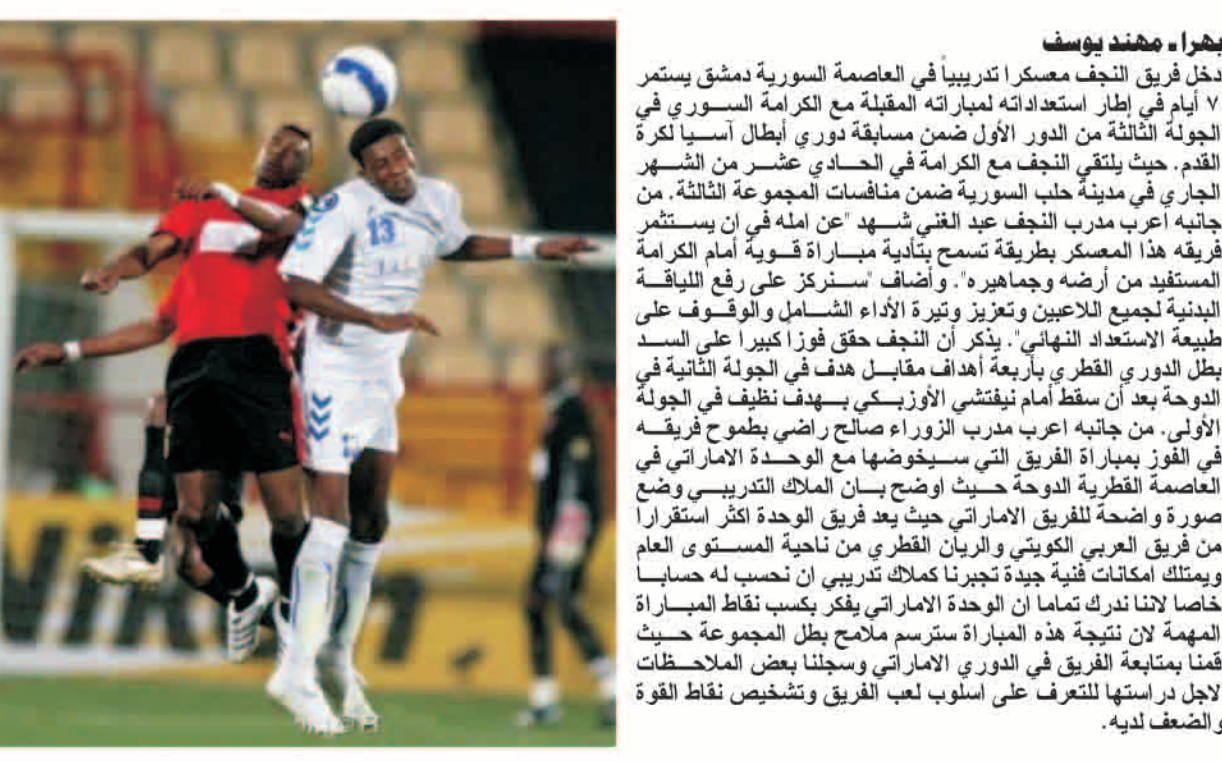 بهرا ـ مهند يوسف
دخل فريق النجف معسكرا تدريبياً في العاصمة السورية دمشق يستمر
٧ أيام في إطار استعداداته لمباراته المقبلة مع الكرامة السوري في
الجولة الثالثة من الدور الأول ضمن مسابقة دوري أبطال آسيا لكرة
القدم. حيث يلتقي النجف مع الكرامة في الحادي عشر من الشهر
الجاري في مدينة حلب السورية ضمن منافسات المجموعة الثالثة. من
جانبه اعرب مدرب النجف عبد الغني شهد "عن امله في ان يستثمر
فريقه هذا المعسكر بطريقة تسمح بتأدية مباراة قوية أمام الكرامة
المستفيد من أرضه وجماهيره". وأضاف "سنركز على رفع اللياقة
البدنية لجميع اللاعبين وتعزيز وتيرة الأداء الشامل والوقوف على
طبيعة الاستعداد النهائي". يذكر أن النجف حقق فوزاً كبيراً على السد
بطل الدوري القطري بأربعة أهداف مقابل هدف في الجولة الثانية في
الدوحة بعد أن سقط أمام نيفتشي الأوزبكي بهدف نظيف في الجولة
الأولى. من جانبه اعرب مدرب الزوراء صالح راضي بطموح فريقه
في الفوز بمباراة الفريق التي سيخوضها مع الوحدة الاماراتي في
العاصمة القطرية الدوحة حيث اوضح بان الملاك التدريبي وضع
صورة واضحة للفريق الاماراتي حيث يعد فريق الوحدة اكثر استقرارا
من فريق العربي الكويتي والريان القطري من ناحية المستوى العام
ويمتلك امكانات فنية جيدة تجبرنا كملاك تدريبي ان نحسب له حسابا
خاصا لاننا ندرك تماما ان الوحدة الاماراتي يفكر بكسب نقاط المباراة
المهمة لان نتيجة هذه المباراة سترسم ملامح بطل المجموعة حيث
قمنا بمتابعة الفريق في الدوري الاماراتي وسجلنا بعض الملاحظات
لاجل دراستها للتعرف على اسلوب لعب الفريق وتشخيص نقاط القوة
والضعف لديه.
13